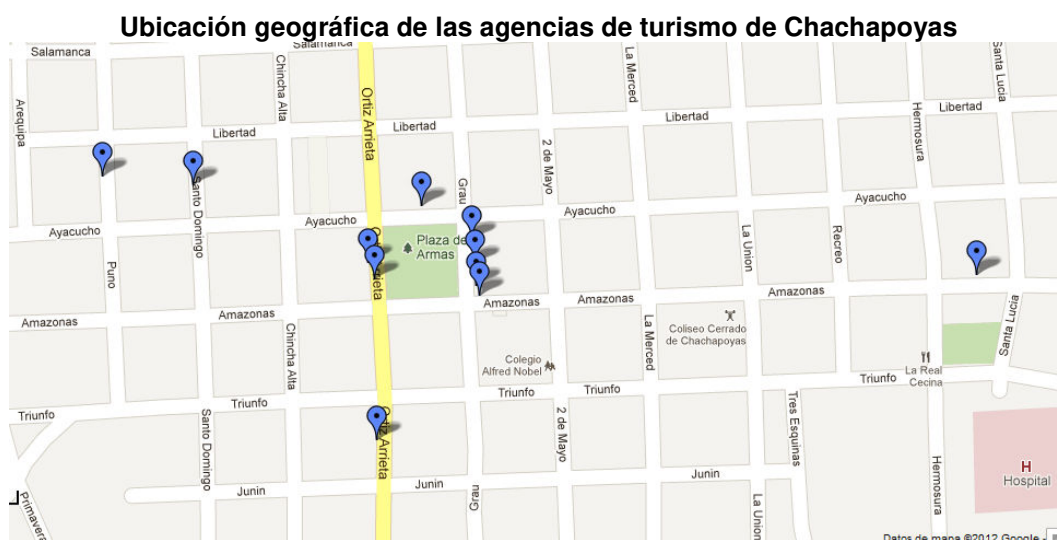 Ubicación geográfica de las agencias de turismo de Chachapoyas
Salamanca
Salamanca
Arequipa
Chincha Alta
Ortiz Arrieta
La Merced
Santa Lucia
Libertad
Libertad
Libertad
Libertad
Hermosura
2 de Mayo
Grau
Santo Domingo
Ayacucho
Ayacucho
Ayacucho
Ayacucho
Plaza de
Armas
La Union
Recreo
Puno
Amazonas
Amazonas
Amazonas
Amazonas
Amazonas
Santa Lucia
Chincha Alta
La Merced
Coliseo Cerrado
de Chachapoyas
Colegio
Alfred Nobel
La Real
Cecina
Triunfo
Triunfo
Triunfo
Triunfo
Triunfo
Santo Domingo
Ortiz Arrieta
2 de Mayo
Tres Esquinas
Hermosura
H
Hospital
Junin
Junin
Grau
La Union
Primavera
Datos de mapa ©2012 Google -